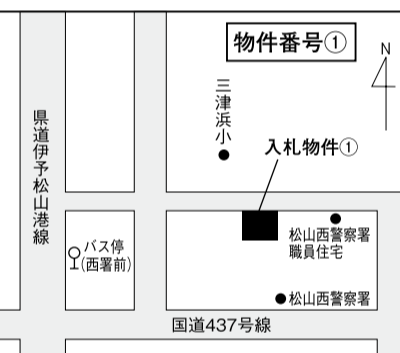 物件番号①
N
三津浜小
入札物件①
県道伊予松山港線
バス停
(西署前)
松山西警察署
職員住宅
松山西警察署
国道437号線